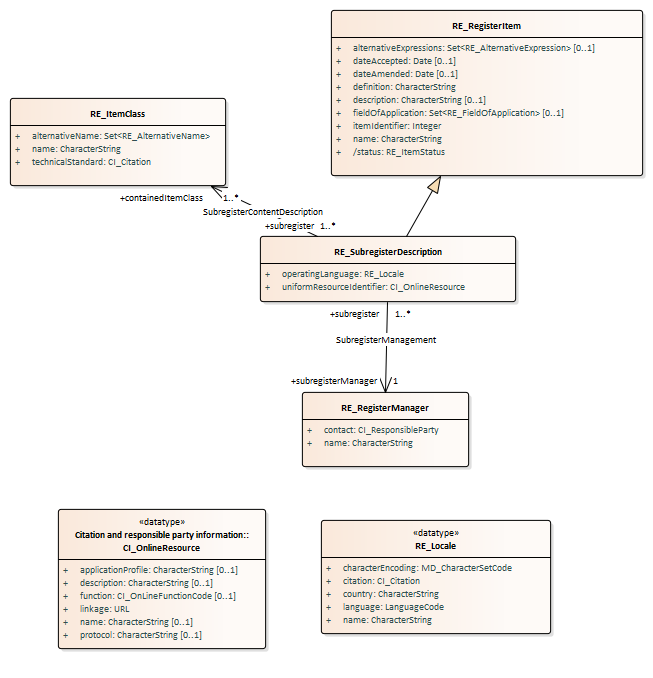 RE_RegisterItem
+ alternativeExpressions: Set<RE_AlternativeExpression> [0..1]
+ dateAccepted: Date [0..1]
+ dateAmended: Date [0..1]
+ definition: CharacterString
+ description: CharacterString [0..1]
+ fieldOfApplication: Set<RE_FieldOfApplication> [0..1]
+ itemIdentifier: Integer
+ name: CharacterString
+ /status: RE_ItemStatus
RE_ItemClass
+ alternativeName: Set<RE_AlternativeName>
+ name: CharacterString
+ technicalStandard: CI_Citation
+containedItemClass 1..*
SubregisterContentDescription
+subregister 1..*
RE_SubregisterDescription
+ operatingLanguage: RE_Locale
+ uniformResourceIdentifier: CI_OnlineResource
+subregister 1..*
SubregisterManagement
+subregisterManager 1
RE_RegisterManager
+ contact: CI_ResponsibleParty
+ name: CharacterString
«datatype»
Citation and responsible party information::
CI_OnlineResource
+ applicationProfile: CharacterString [0..1]
+ description: CharacterString [0..1]
+ function: CI_OnLineFunctionCode [0..1]
+ linkage: URL
+ name: CharacterString [0..1]
+ protocol: CharacterString [0..1]
«datatype»
RE_Locale
+ characterEncoding: MD_CharacterSetCode
+ citation: CI_Citation
+ country: CharacterString
+ language: LanguageCode
+ name: CharacterString